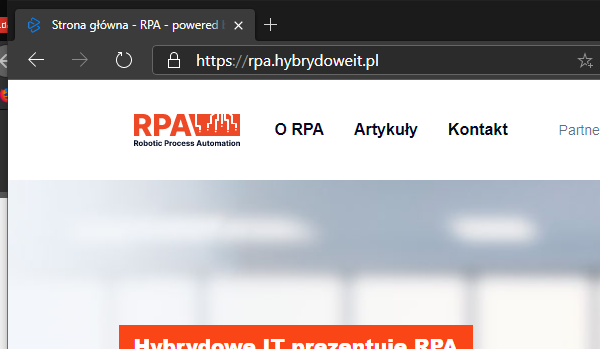 Strona główna - RPA - powered
https://rpa.hybrydoweit.pl
RPA
Robotic Process Automation
O RPA
Artykuły
Kontakt
Partne
Hybrydowe IT prezentuje RPA